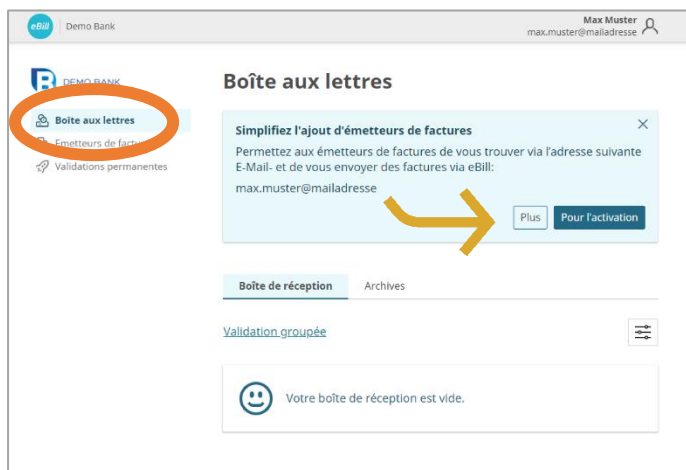 eBill Demo Bank
Max Muster
max.muster@mailadresse
DEMO BANK
Boîte aux lettres
Emetteurs de
Validations permanentes
Boîte aux lettres
Simplifiez l'ajout d'émetteurs de factures
Permettez aux émetteurs de factures de vous trouver via l'adresse suivante
E-Mail- et de vous envoyer des factures via eBill:
max.muster@mailadresse
Plus Pour l'activation
Boîte de réception Archives
Validation groupée
Votre boîte de réception est vide.